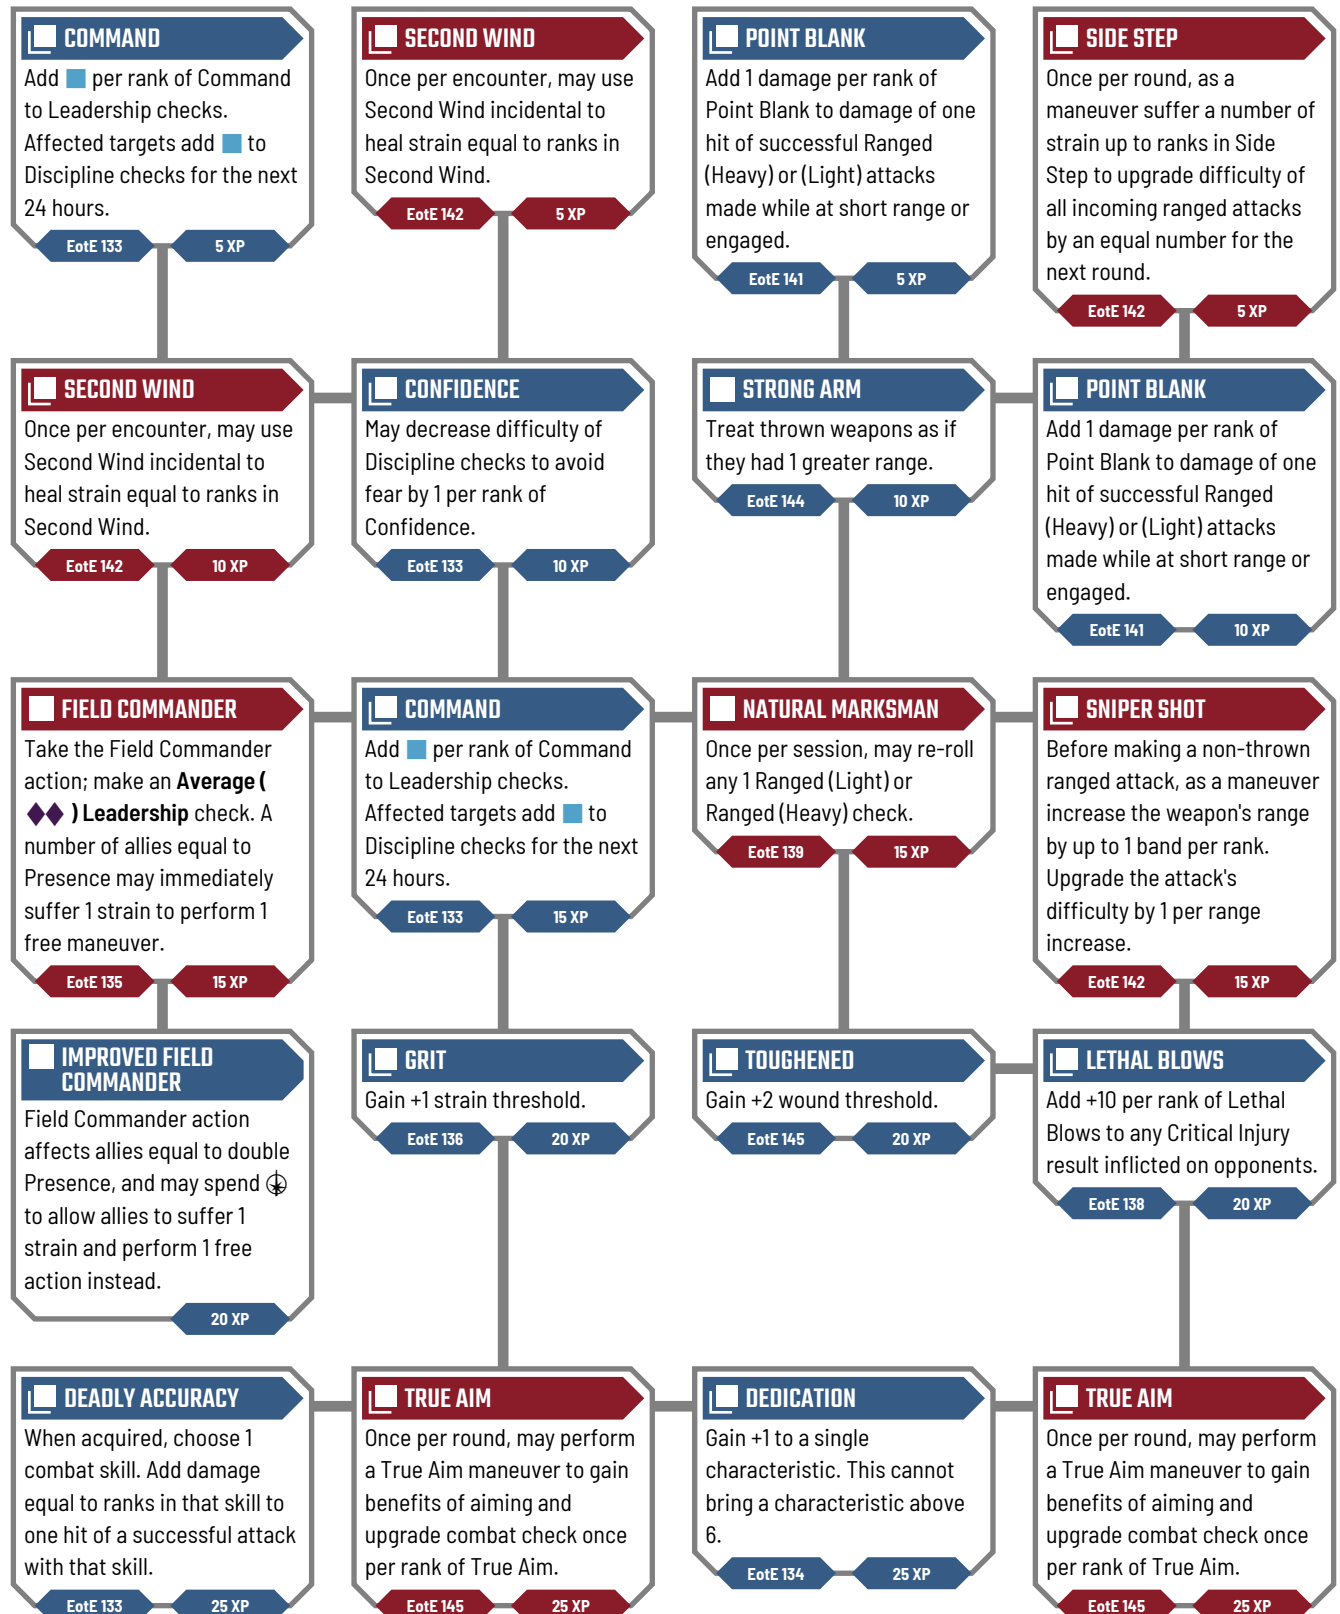 COMMAND
Add per rank of Command
to Leadership checks.
Affected targets add to
Discipline checks for the next
24 hours.
EotE 133
5 XP
SECOND WIND
Once per encounter, may use
Second Wind incidental to
heal strain equal to ranks in
Second Wind.
EotE 142
5 XP
POINT BLANK
Add 1 damage per rank of
Point Blank to damage of one
hit of successful Ranged
(Heavy) or (Light) attacks
made while at short range or
engaged.
EotE 141
5 XP
SIDE STEP
Once per round, as a
maneuver suffer a number of
strain up to ranks in Side
Step to upgrade difficulty of
all incoming ranged attacks
by an equal number for the
next round.
EotE 142
5 XP
SECOND WIND
Once per encounter, may use
Second Wind incidental to
heal strain equal to ranks in
Second Wind.
EotE 142
10 XP
CONFIDENCE
May decrease difficulty of
Discipline checks to avoid
fear by 1 per rank of
Confidence.
EotE 133
10 XP
STRONG ARM
Treat thrown weapons as if
they had 1 greater range.
EotE 144
10 XP
POINT BLANK
Add 1 damage per rank of
Point Blank to damage of one
hit of successful Ranged
(Heavy) or (Light) attacks
made while at short range or
engaged.
EotE 141
10 XP
FIELD COMMANDER
Take the Field Commander
action; make an Average (
) Leadership check. A
number of allies equal to
Presence may immediately
suffer 1 strain to perform 1
free maneuver.
EotE 135
15 XP
COMMAND
Add per rank of Command
to Leadership checks.
Affected targets add to
Discipline checks for the next
24 hours.
EotE 133
15 XP
NATURAL MARKSMAN
Once per session, may re-roll
any 1 Ranged (Light) or
Ranged (Heavy) check.
EotE 139
15 XP
SNIPER SHOT
Before making a non-thrown
ranged attack, as a maneuver
increase the weapon's range
by up to 1 band per rank.
Upgrade the attack's
difficulty by 1 per range
increase.
EotE 142
15 XP
IMPROVED FIELD
COMMANDER
Field Commander action
affects allies equal to double
Presence, and may spend
to allow allies to suffer 1
strain and perform 1 free
action instead.
20 XP
GRIT
Gain +1 strain threshold.
EotE 136
20 XP
TOUGHENED
Gain +2 wound threshold.
EotE 145
20 XP
LETHAL BLOWS
Add +10 per rank of Lethal
Blows to any Critical Injury
result inflicted on opponents.
EotE 138
20 XP
DEADLY ACCURACY
When acquired, choose 1
combat skill. Add damage
equal to ranks in that skill to
one hit of a successful attack
with that skill.
EotE 133
25 XP
TRUE AIM
Once per round, may perform
a True Aim maneuver to gain
benefits of aiming and
upgrade combat check once
per rank of True Aim.
EotE 145
25 XP
DEDICATION
Gain +1 to a single
characteristic. This cannot
bring a characteristic above
6.
EotE 134
25 XP
TRUE AIM
Once per round, may perform
a True Aim maneuver to gain
benefits of aiming and
upgrade combat check once
per rank of True Aim.
EotE 145
25 XP